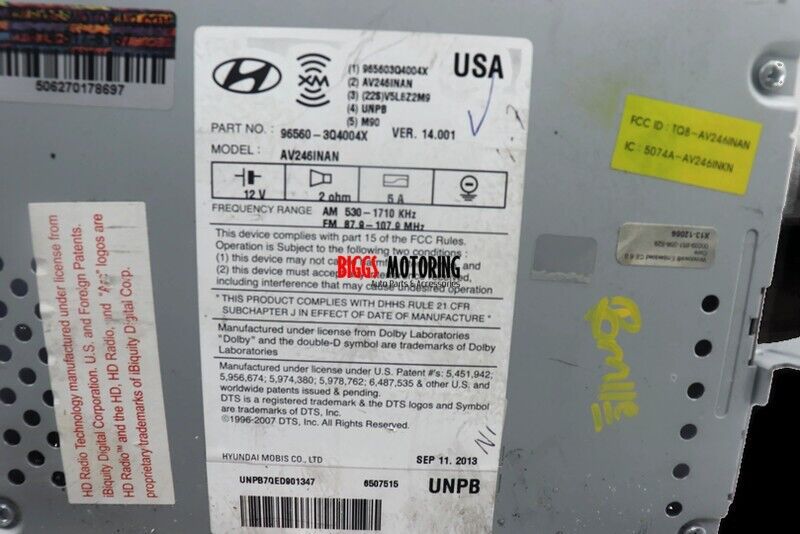 506270178697
HYUNDAI
XM
(1) 965603Q4004X
(2) AV246INAN
(3) (22S)V5L6Z2M9
(4) UNPB
(5) M90
USA
PART NO. : 96560-3Q4004X VER. 14.001
MODEL : AV246INAN
12 V 2 ohm 5 A
FREQUENCY RANGE AM 530-1710 KHz
FM 87.9-107.9 MHz
This device complies with part 15 of the FCC Rules.
Operation is Subject to the following two conditions :
(1) this device may not
(2) this device must accept
including interference that may cause undesired operation
BIGGS MOTORING
Auto Parts & Accessories
"THIS PRODUCT COMPLIES WITH DHHS RULE 21 CFR
SUBCHAPTER J IN EFFECT OF DATE OF MANUFACTURE"
Manufactured under license from Dolby Laboratories
"Dolby" and the double-D symbol are trademarks of Dolby
Laboratories
Manufactured under license under U.S. Patent #'s: 5,451,942;
5,956,674; 5,974,380; 5,978,762; 6,487,535 & other U.S. and
worldwide patents issued & pending.
DTS is a registered trademark & the DTS logos and Symbol
are trademarks of DTS, Inc.
©1996-2007 DTS, Inc. All Rights Reserved.
HYUNDAI MOBIS CO., LTD SEP 11. 2013
UNPB7QED901347 6507515 UNPB
HD Radio Technology manufactured under license from
iBiquity Digital Corporation. U.S. and Foreign Patents.
HD Radio™ and the HD, HD Radio, and "Arc" logos are
proprietary trademarks of iBiquity Digital Corp.
FCC ID : TQ8-AV246INAN
IC : 5074A-AV246INKN
X13-12066